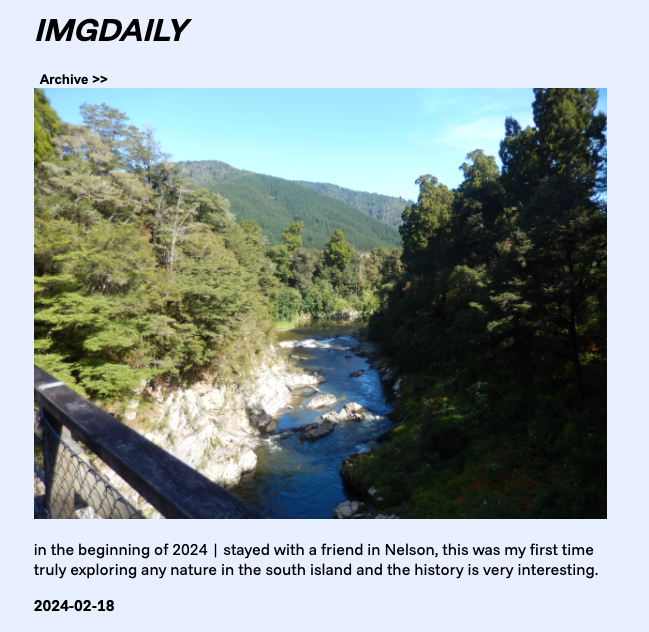 IMGDAILY
Archive >>
in the beginning of 2024 | stayed with a friend in Nelson, this was my first time
truly exploring any nature in the south island and the history is very interesting.
2024-02-18